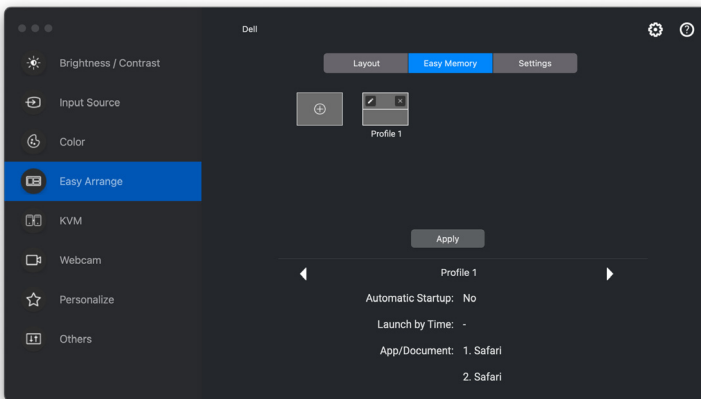 Dell
Brightness / Contrast
Input Source
Color
Easy Arrange
KVM
Webcam
Personalize
Others
Layout Easy Memory Settings
Profile 1
Apply
Profile 1
Automatic Startup: No
Launch by Time: -
App/Document: 1. Safari
2. Safari